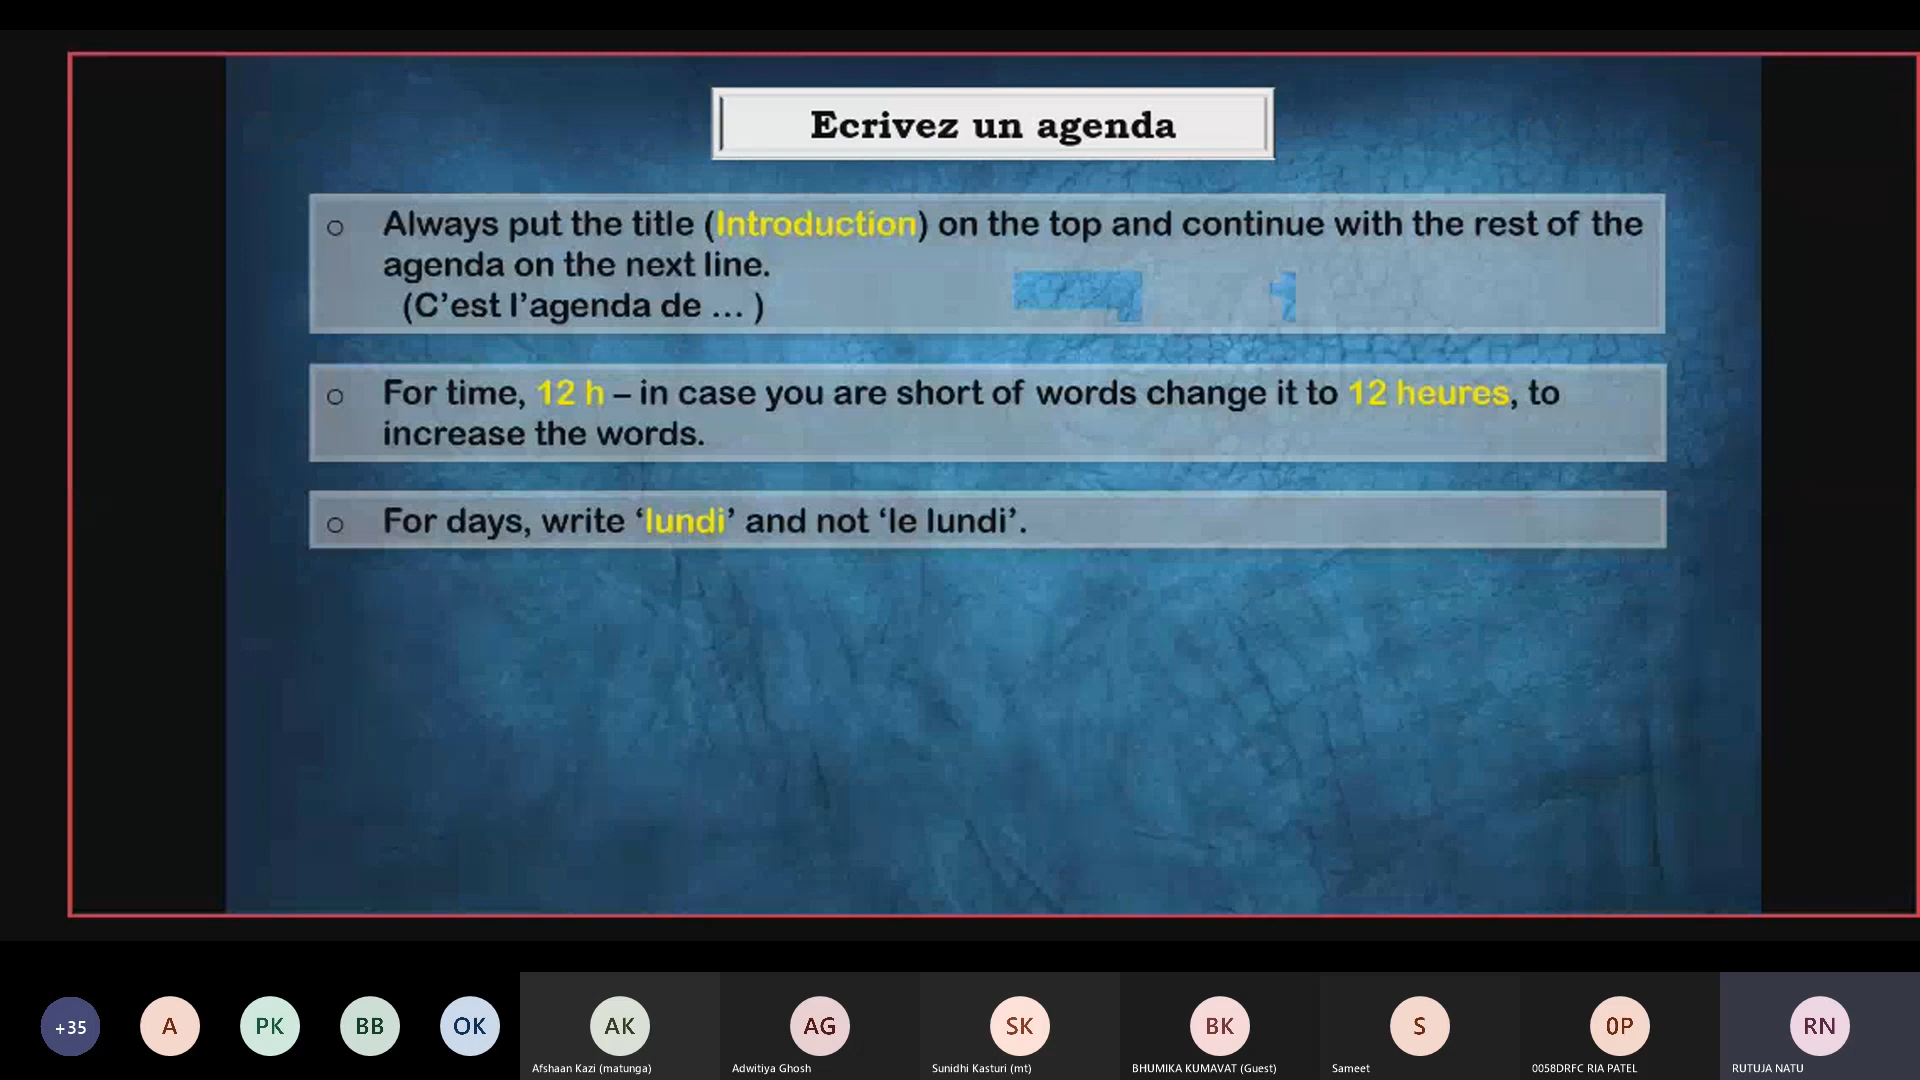 Ecrivez un agenda
o Always put the title (Introduction) on the top and continue with the rest of the
agenda on the next line.
(C’est l’agenda de ... )
o For time, 12 h – in case you are short of words change it to 12 heures, to
increase the words.
o For days, write ‘lundi’ and not ‘le lundi’.
+35
A
PK
BB
OK
AK
AG
SK
BK
S
0P
RN
Afshaan Kazi (matunga)
Adwitiya Ghosh
Sunidhi Kasturi (mt)
BHUMIKA KUMAVAT (Guest)
Sameet
0058DRFC RIA PATEL
RUTUJA NATU